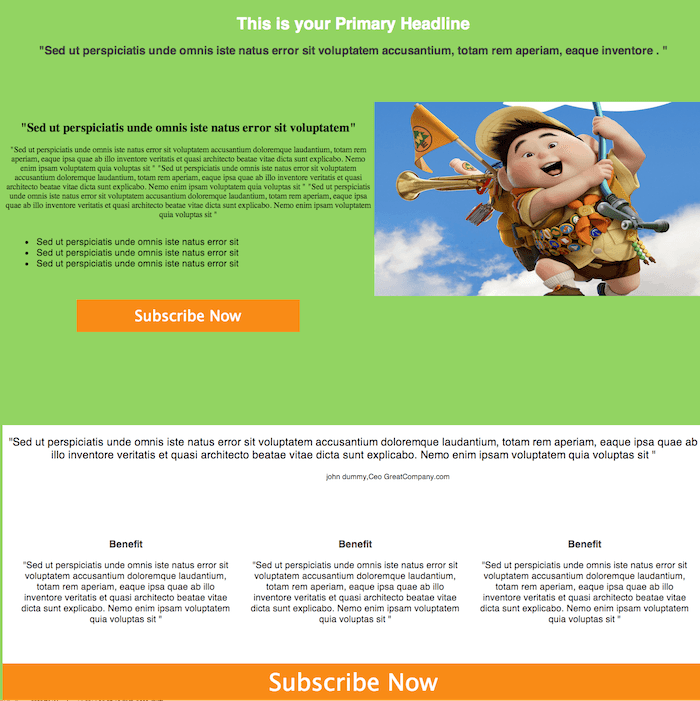 This is your Primary Headline
"Sed ut perspiciatis unde omnis iste natus error sit voluptatem accusantium, totam rem aperiam, eaque inventore . "
"Sed ut perspiciatis unde omnis iste natus error sit voluptatem"
"Sed ut perspiciatis unde omnis iste natus error sit voluptatem accusantium doloremque laudantium, totam rem
aperiam, eaque ipsa quae ab illo inventore veritatis et quasi architecto beatae vitae dicta sunt explicabo. Nemo
enim ipsam voluptatem quia voluptas sit " "Sed ut perspiciatis unde omnis iste natus error sit voluptatem
accusantium doloremque laudantium, totam rem aperiam, eaque ipsa quae ab illo inventore veritatis et quasi
architecto beatae vitae dicta sunt explicabo. Nemo enim ipsam voluptatem quia voluptas sit " "Sed ut perspiciatis
unde omnis iste natus error sit voluptatem accusantium doloremque laudantium, totam rem aperiam, eaque ipsa
quae ab illo inventore veritatis et quasi architecto beatae vitae dicta sunt explicabo. Nemo enim ipsam voluptatem
quia voluptas sit "
• Sed ut perspiciatis unde omnis iste natus error sit
• Sed ut perspiciatis unde omnis iste natus error sit
• Sed ut perspiciatis unde omnis iste natus error sit
Subscribe Now
"Sed ut perspiciatis unde omnis iste natus error sit voluptatem accusantium doloremque laudantium, totam rem aperiam, eaque ipsa quae ab
illo inventore veritatis et quasi architecto beatae vitae dicta sunt explicabo. Nemo enim ipsam voluptatem quia voluptas sit "
john dummy,Ceo GreatCompany.com
Benefit
"Sed ut perspiciatis unde omnis iste natus error sit
voluptatem accusantium doloremque laudantium,
totam rem aperiam, eaque ipsa quae ab illo
inventore veritatis et quasi architecto beatae vitae
dicta sunt explicabo. Nemo enim ipsam voluptatem
quia voluptas sit "
Benefit
"Sed ut perspiciatis unde omnis iste natus error sit
voluptatem accusantium doloremque laudantium,
totam rem aperiam, eaque ipsa quae ab illo
inventore veritatis et quasi architecto beatae vitae
dicta sunt explicabo. Nemo enim ipsam voluptatem
quia voluptas sit "
Benefit
"Sed ut perspiciatis unde omnis iste natus error sit
voluptatem accusantium doloremque laudantium,
totam rem aperiam, eaque ipsa quae ab illo
inventore veritatis et quasi architecto beatae vitae
dicta sunt explicabo. Nemo enim ipsam voluptatem
quia voluptas sit "
Subscribe Now